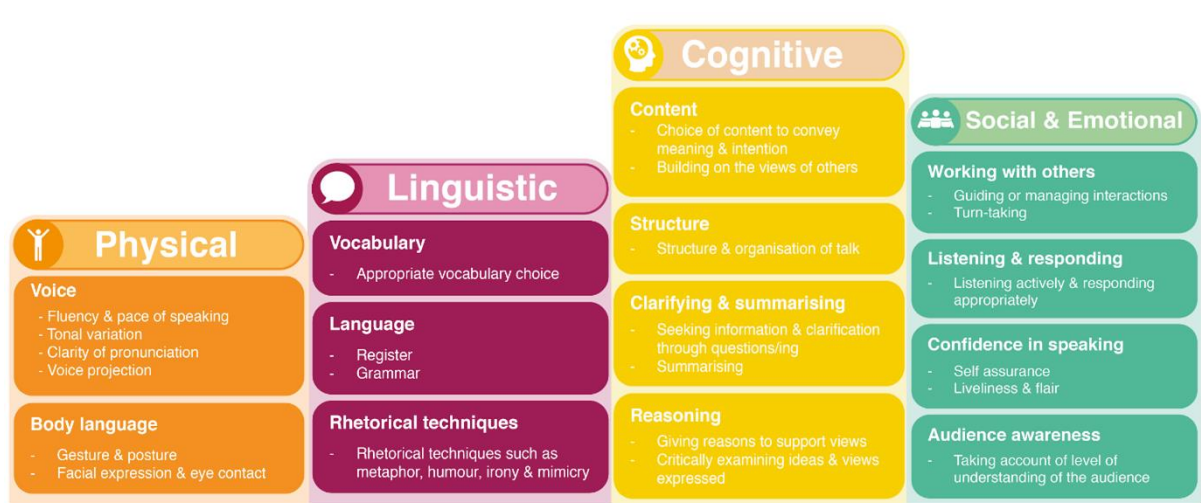 Physical
Voice
- Fluency & pace of speaking
- Tonal variation
- Clarity of pronunciation
- Voice projection
Body language
- Gesture & posture
- Facial expression & eye contact
Linguistic
Vocabulary
- Appropriate vocabulary choice
Language
- Register
- Grammar
Rhetorical techniques
- Rhetorical techniques such as
metaphor, humour, irony & mimicry
Cognitive
Content
- Choice of content to convey
meaning & intention
- Building on the views of others
Structure
- Structure & organisation of talk
Clarifying & summarising
- Seeking information & clarification
through questions/ing
- Summarising
Reasoning
- Giving reasons to support views
- Critically examining ideas & views
expressed
Social & Emotional
Working with others
- Guiding or managing interactions
- Turn-taking
Listening & responding
- Listening actively & responding
appropriately
Confidence in speaking
- Self assurance
- Liveliness & flair
Audience awareness
- Taking account of level of
understanding of the audience